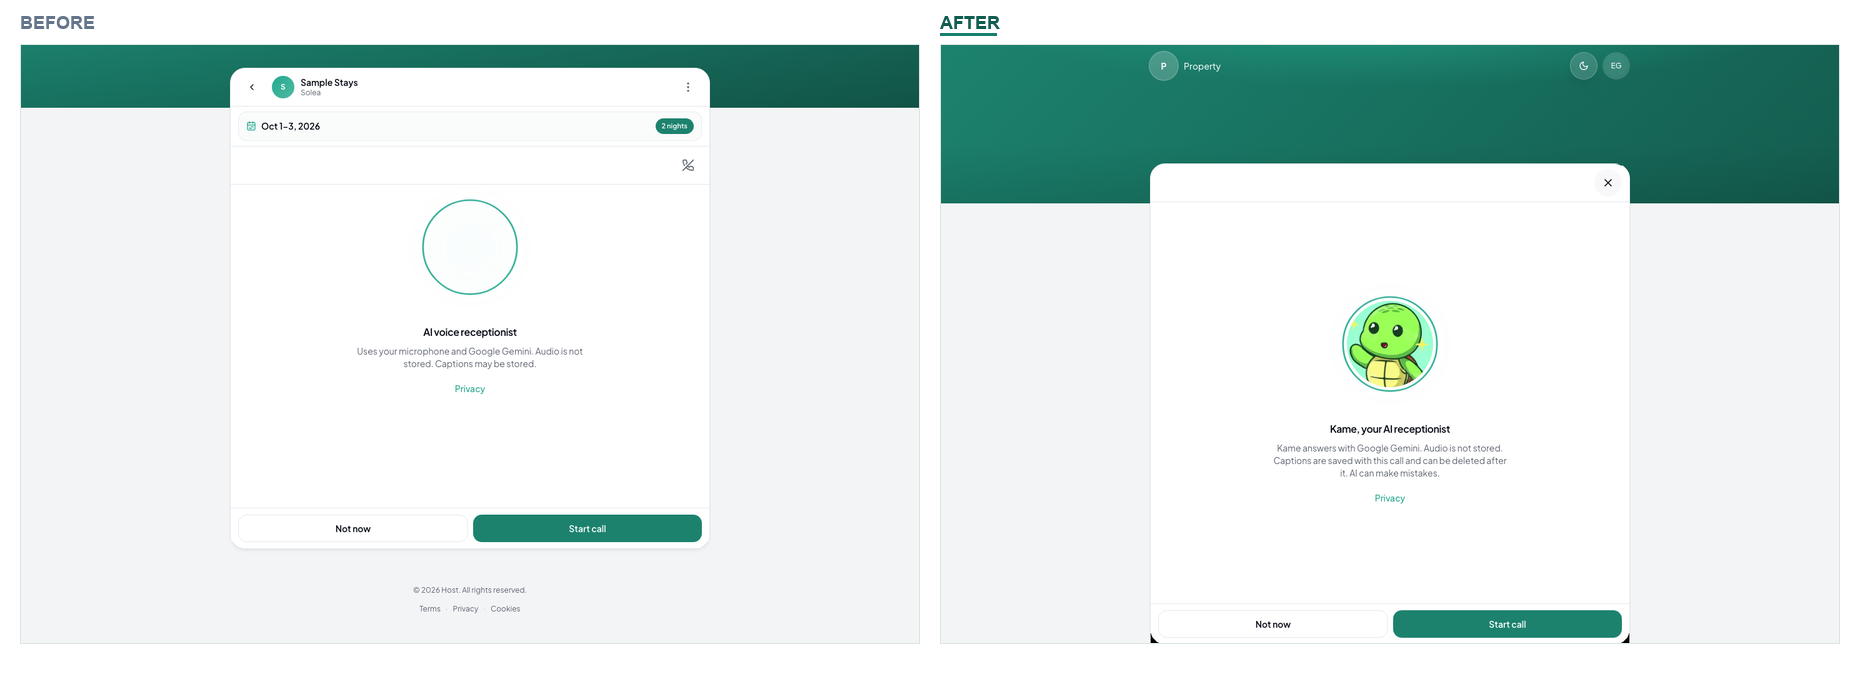 BEFORE
S
Sample Stays
Solea
Oct 1–3, 2026
2 nights
AI voice receptionist
Uses your microphone and Google Gemini. Audio is not
stored. Captions may be stored.
Privacy
Not now
Start call
© 2026 Host. All rights reserved.
Terms · Privacy · Cookies
AFTER
P
Property
EG
Kame, your AI receptionist
Kame answers with Google Gemini. Audio is not stored.
Captions are saved with this call and can be deleted after
it. AI can make mistakes.
Privacy
Not now
Start call